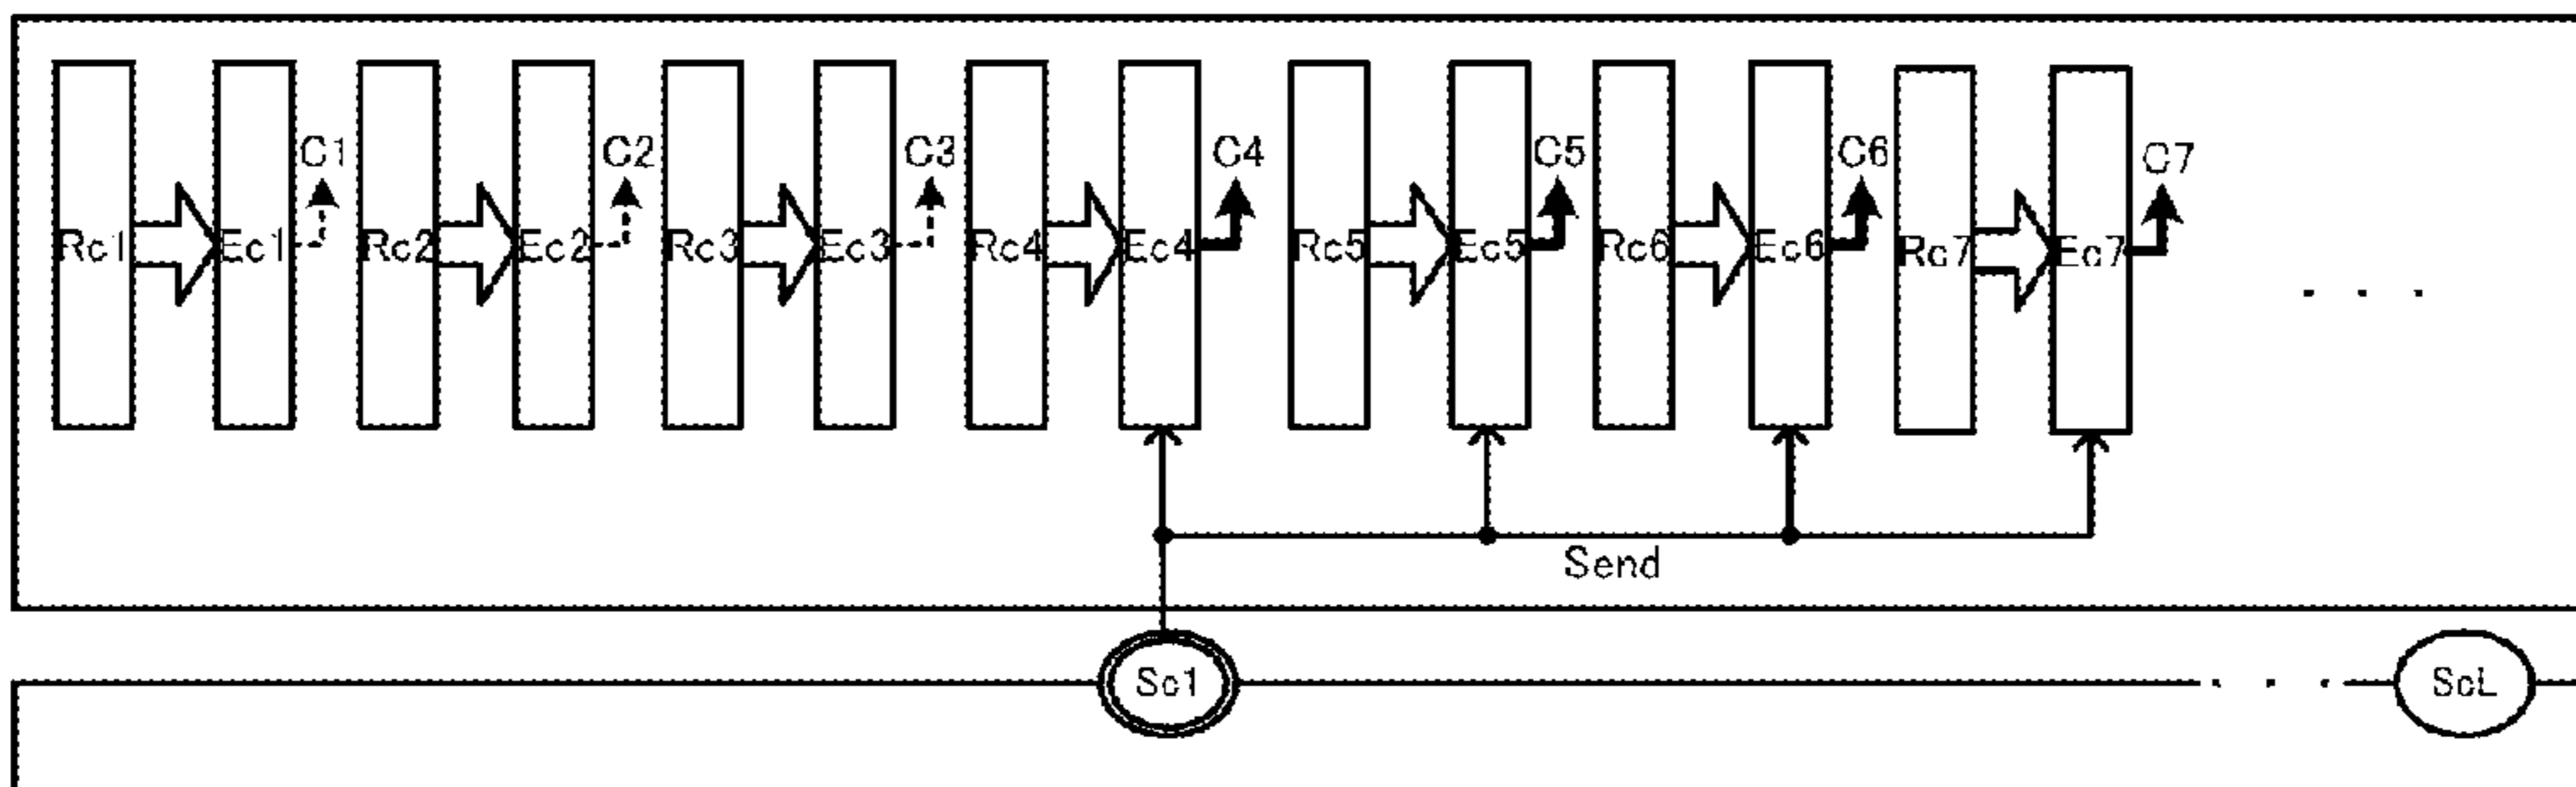 C1 C2 C3 C4 C5 C6 C7
Rc1 Ec1 Rc2 Ec2 Rc3 Ec3 Rc4 Ec4 Rc5 Ec5 Rc6 Ec6 Rc7 Ec7
. . .
Send
Sc1 . . . ScL